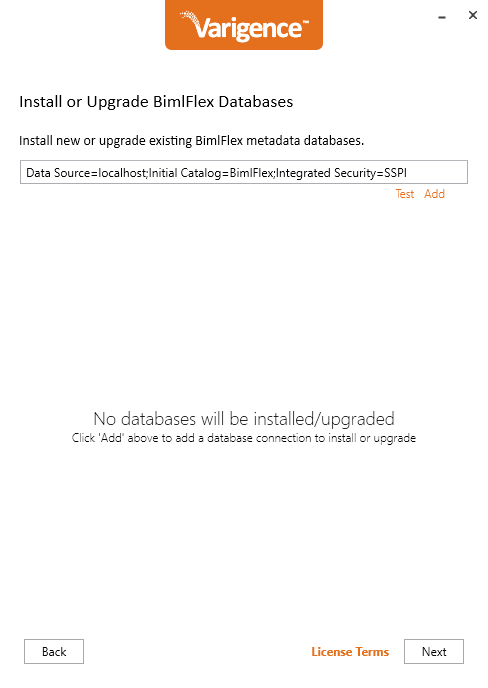 Varigence™
Install or Upgrade BimlFlex Databases
Install new or upgrade existing BimlFlex metadata databases.
Data Source=localhost;Initial Catalog=BimlFlex;Integrated Security=SSPI
Test Add
No databases will be installed/upgraded
Click 'Add' above to add a database connection to install or upgrade
Back License Terms Next